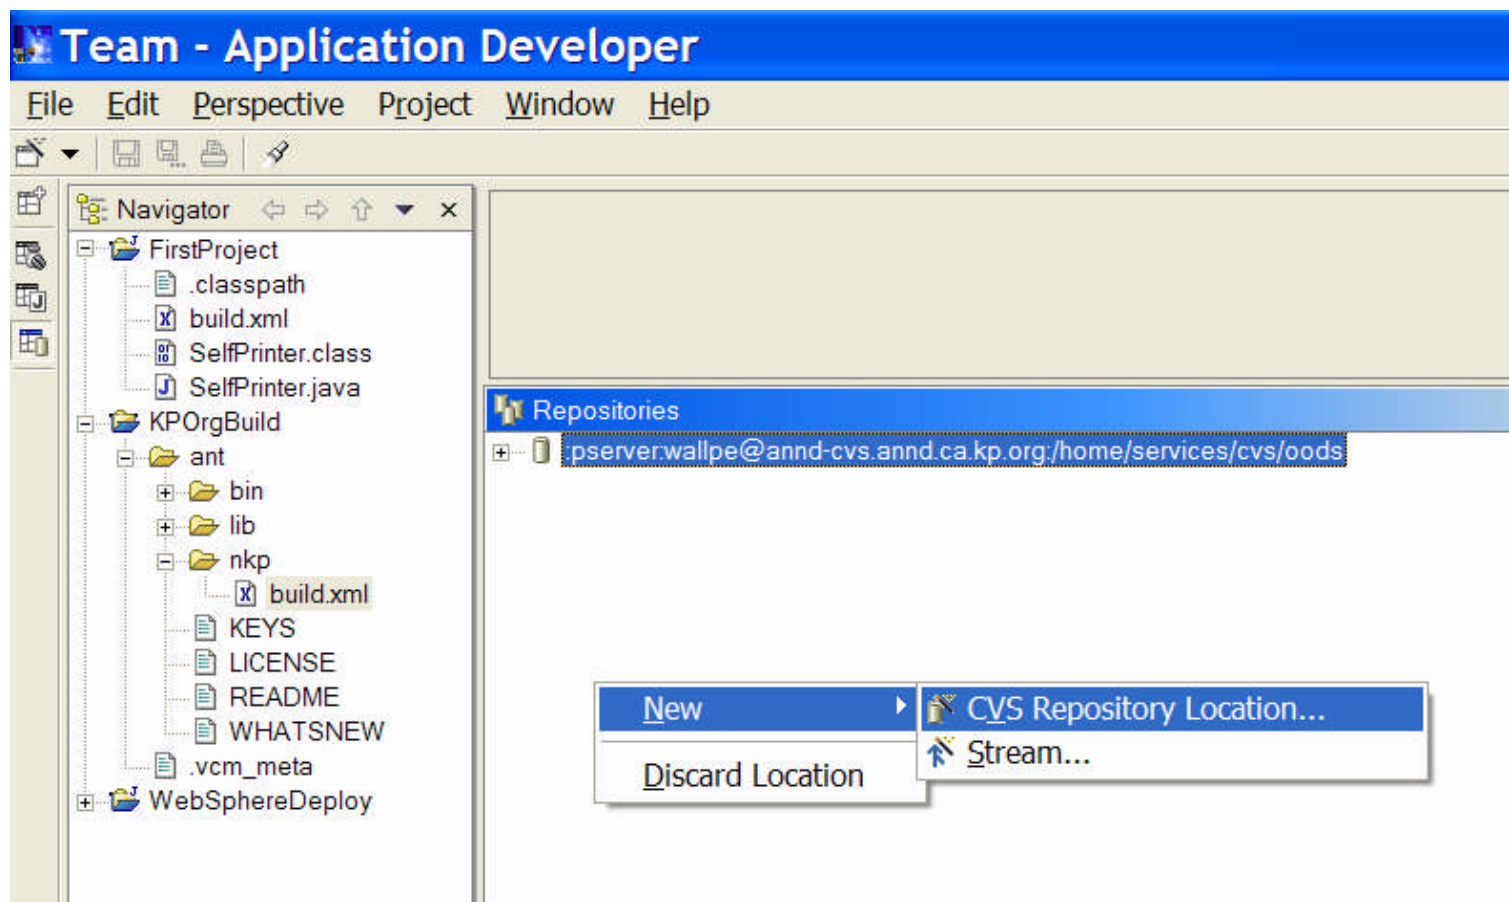 Team - Application Developer
File Edit Perspective Project Window Help
Navigator
FirstProject
.classpath
build.xml
SelfPrinter.class
SelfPrinter.java
KPOrgBuild
ant
bin
lib
nkp
build.xml
KEYS
LICENSE
README
WHATSNEW
.vcm_meta
WebSphereDeploy
Repositories
:pserver:wallpe@annd-cvs.annd.ca.kp.org:/home/services/cvs/oods
New
Discard Location
CVS Repository Location...
Stream...